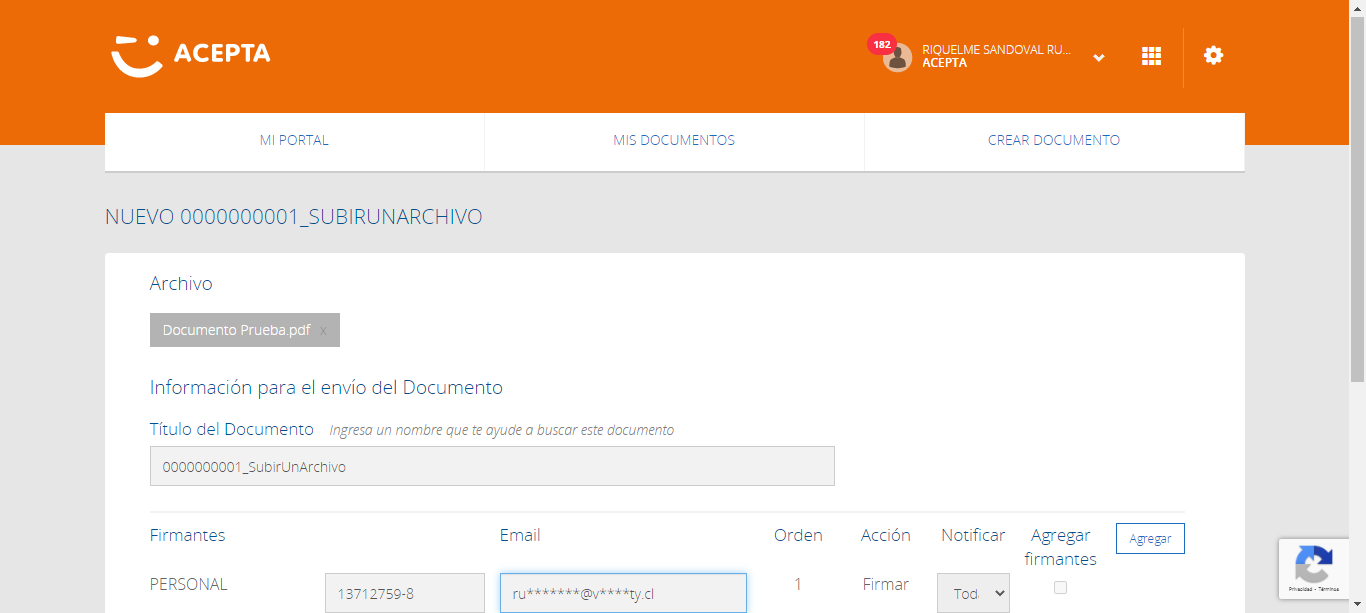 ACEPTA
182
RIQUELME SANDOVAL RU...
ACEPTA
MI PORTAL
MIS DOCUMENTOS
CREAR DOCUMENTO
NUEVO 0000000001_SUBIRUNARCHIVO
Archivo
Documento Prueba.pdf x
Información para el envío del Documento
Título del Documento Ingresa un nombre que te ayude a buscar este documento
0000000001_SubirUnArchivo
Firmantes Email Orden Acción Notificar Agregar firmantes Agregar
PERSONAL 13712759-8 ru*******@v****ty.cl 1 Firmar Tod
Privacidad - Términos